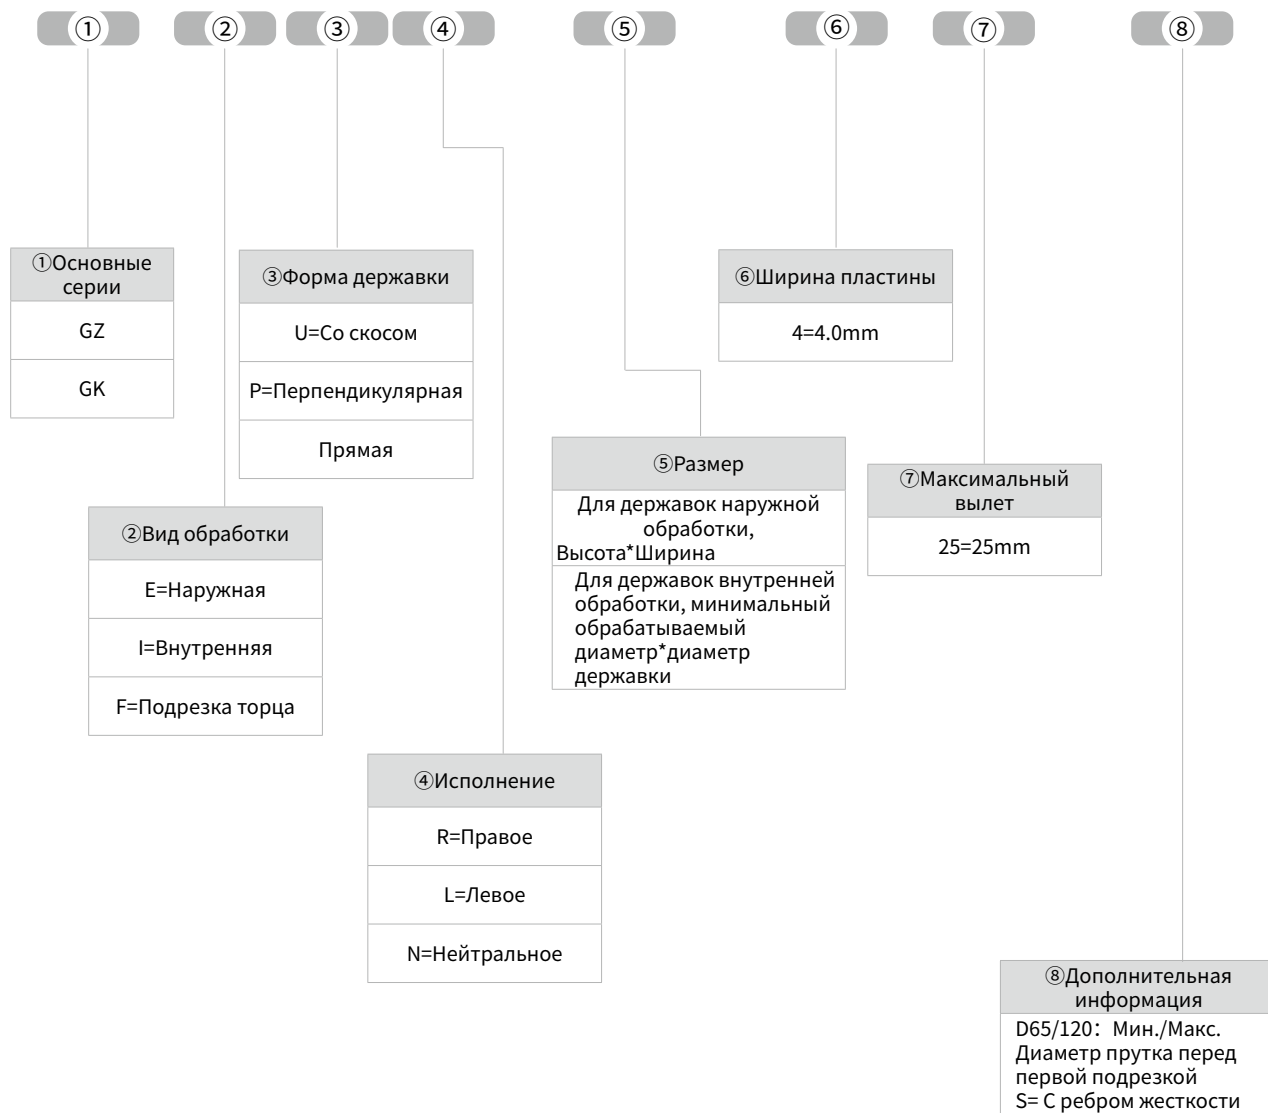 ①
②
③
④
⑤
⑥
⑦
⑧
①Основные
серии
GZ
GK
②Вид обработки
E=Наружная
I=Внутренняя
F=Подрезка торца
③Форма державки
U=Со скосом
P=Перпендикулярная
Прямая
④Исполнение
R=Правое
L=Левое
N=Нейтральное
⑤Размер
Для державок наружной
обработки,
Высота*Ширина
Для державок внутренней
обработки, минимальный
обрабатываемый
диаметр*диаметр
державки
⑥Ширина пластины
4=4.0mm
⑦Максимальный
вылет
25=25mm
⑧Дополнительная
информация
D65/120：Мин./Макс.
Диаметр прутка перед
первой подрезкой
S= С ребром жесткости